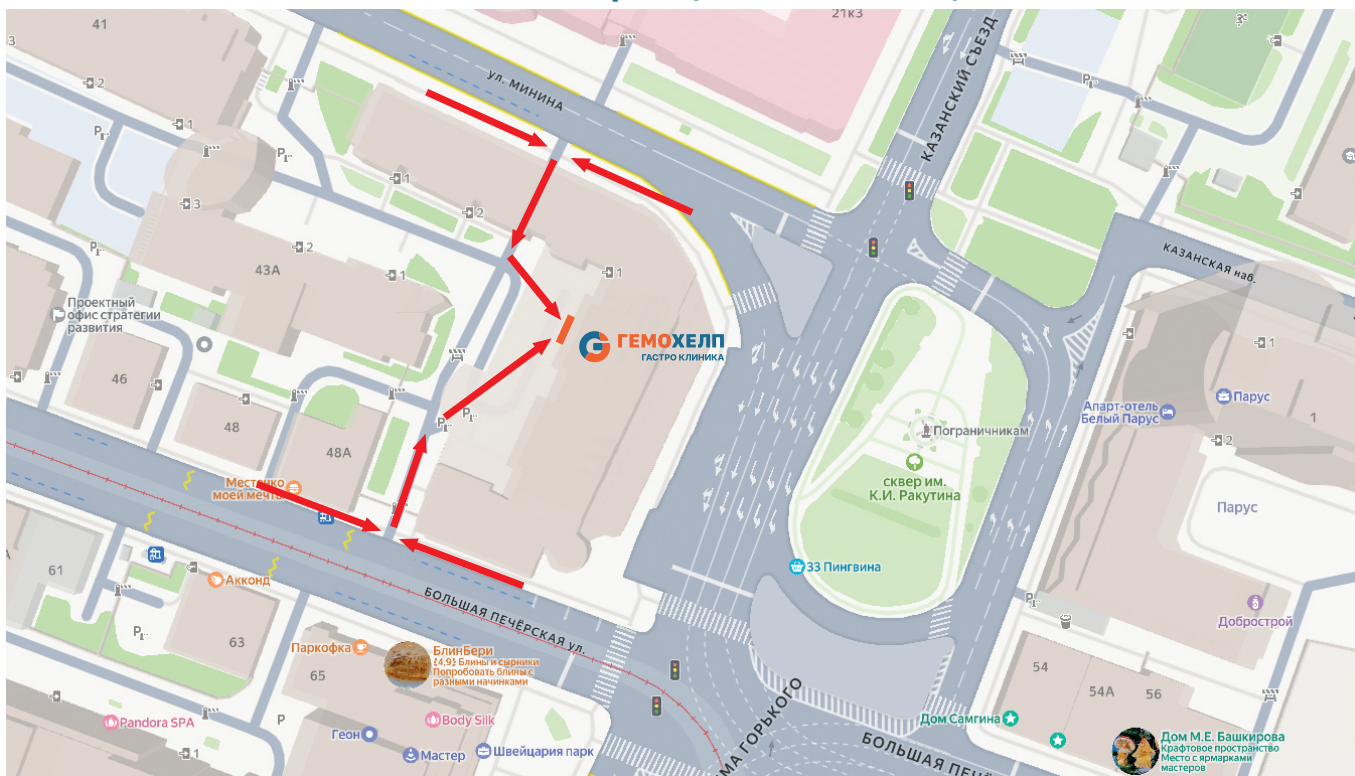 21к3
41
3
2
1
ул. МИНИНА
КАЗАНСКИЙ СЪЕЗД
P
P
P
1
3
2
2
43А
1
1
P
КАЗАНСКАЯ наб.
1
Проектный
офис стратегии
развития
ГЕМОХЕЛП
ГАСТРО КЛИНИКА
46
48
48А
P
P
Пограничникам
Апарт-отель
Белый Парус
Парус
1
2
сквер им.
К.И. Ракутина
Местечко
моей мечты
Парус
33 Пингвина
61
Акконд
БОЛЬШАЯ ПЕЧЁРСКАЯ ул.
P
Добрострой
P
63
Паркофка
65
БлинБери
(4,9) Блины и сырники
Попробовать блины с
разными начинками
54
54А
56
Pandora SPA
P
Body Silk
Геон
Дом Самгина
1
Мастер
Швейцария парк
МА ГОРЬКОГО
БОЛЬШАЯ ПЕЧ
Дом М.Е. Башкирова
Крафтовое пространство
Место с ярмарками
мастеров